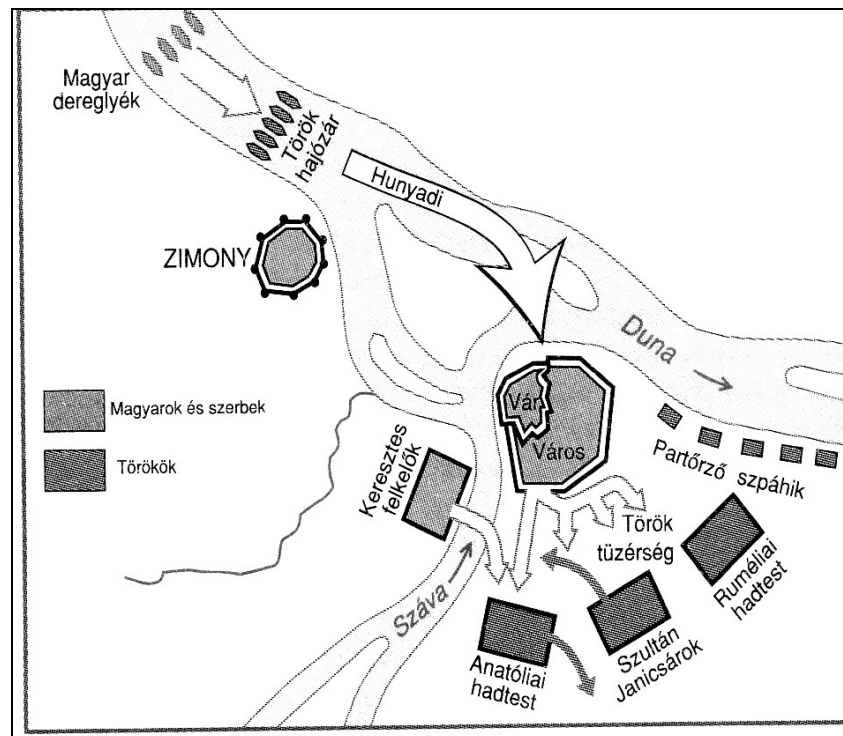 Magyar
dereglyék
Török
hajózár
Hunyadi
ZIMONY
Duna
Magyarok és szerbek
Törökök
Vár
Város
Keresztes
felkelők
Partőrző szpáhik
Török
tüzérség
Ruméliai
hadtest
Száva
Szultán
Janicsárok
Anatóliai
hadtest